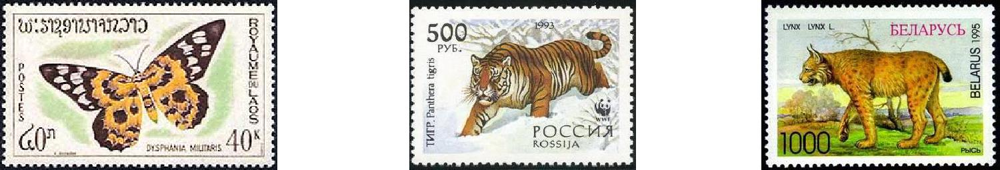 ພຣະຣາຊອານາຈກລາວ
ROYAUME DU LAOS
POSTES
໔໐ກ
DYSPHANIA MILITARIS
40K
500
РУБ.
1993
ТИГР. Panthera tigris
WWF
РОССИЯ
ROSSIJA
LYNX LYNX L.
БЕЛАРУСЬ
BELARUS 1995
1000
РЫСЬ